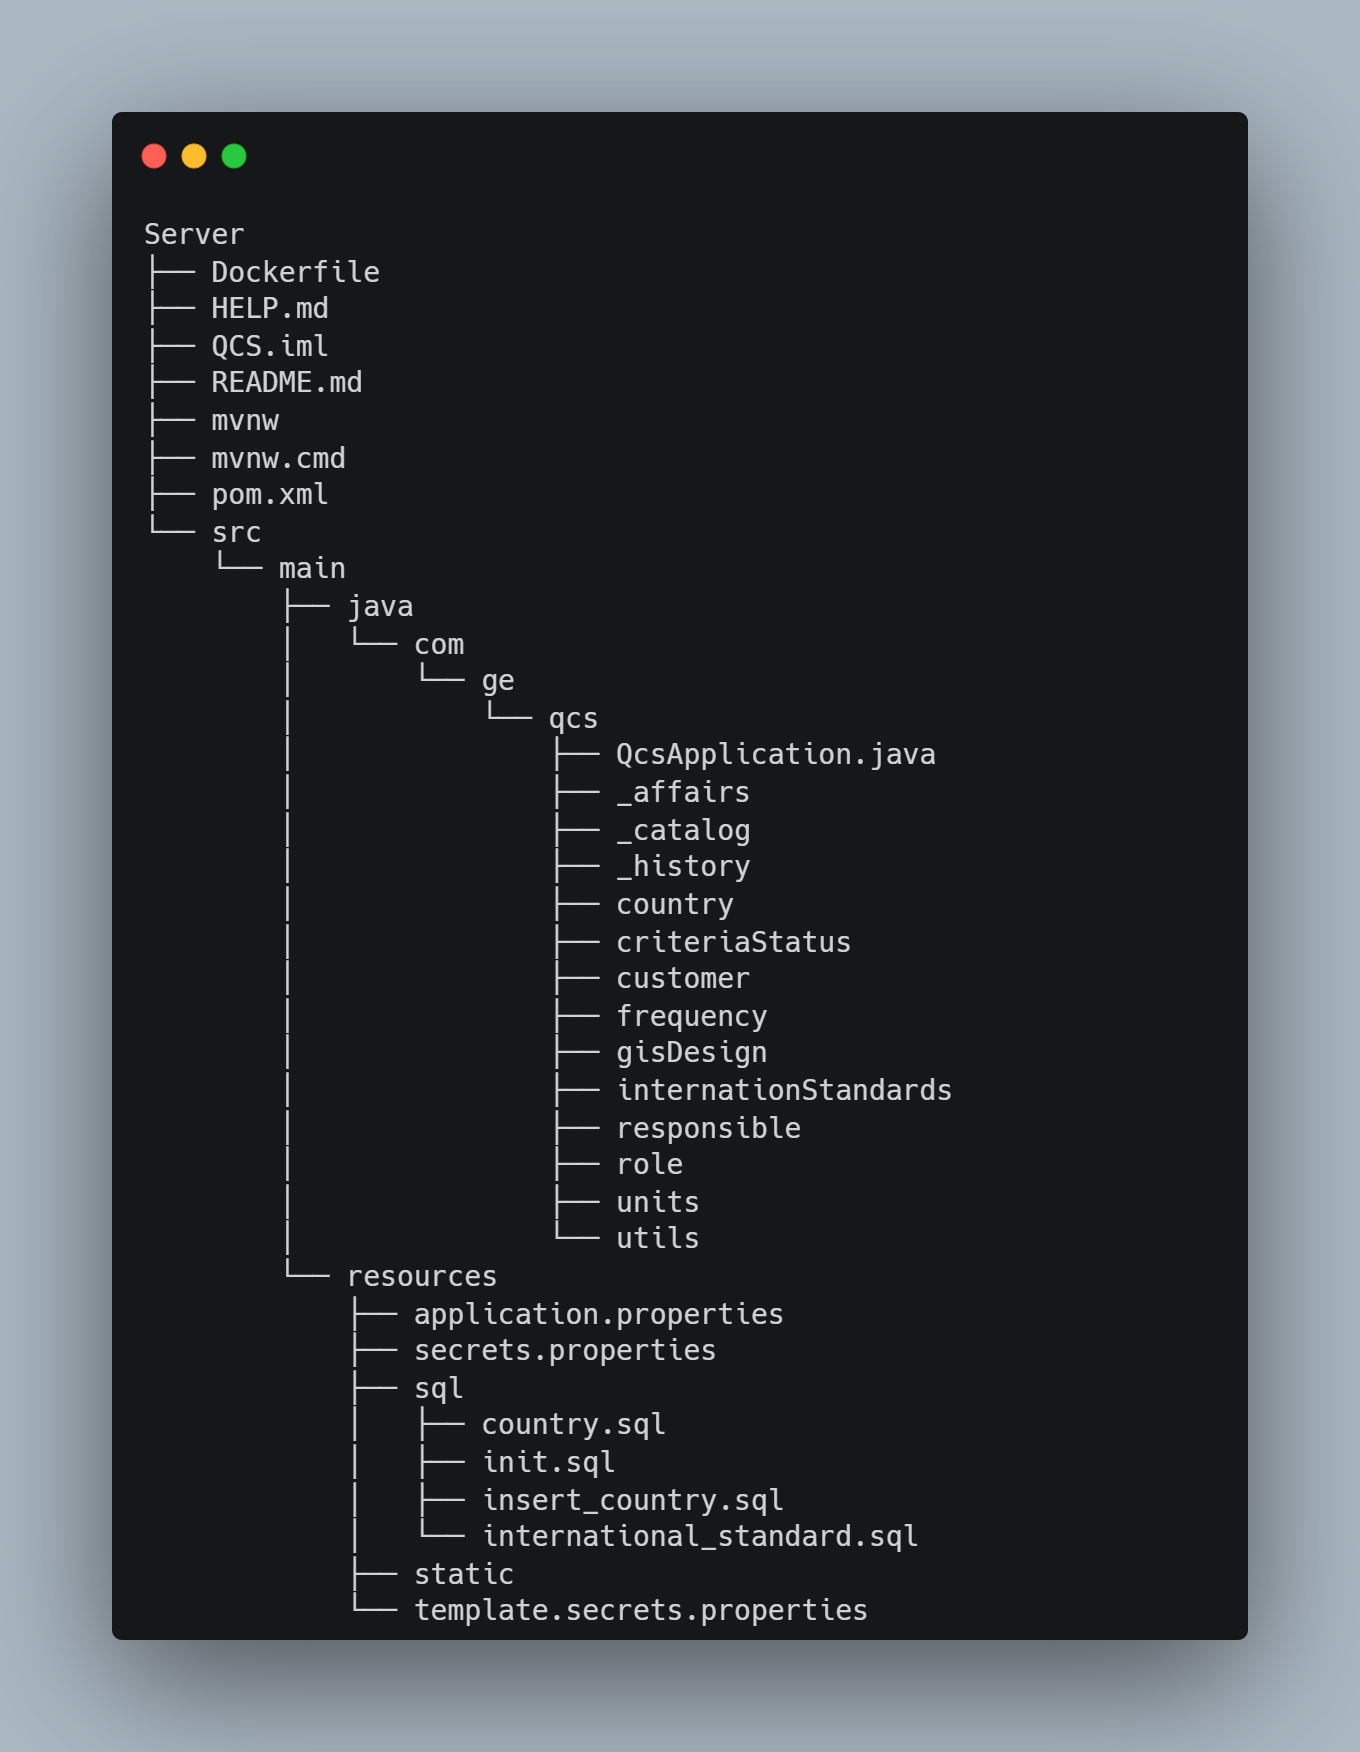 Server
├── Dockerfile
├── HELP.md
├── QCS.iml
├── README.md
├── mvnw
├── mvnw.cmd
├── pom.xml
└── src
    └── main
        ├── java
        │   └── com
        │       └── ge
        │           └── qcs
        │               ├── QcsApplication.java
        │               ├── _affairs
        │               ├── _catalog
        │               ├── _history
        │               ├── country
        │               ├── criteriaStatus
        │               ├── customer
        │               ├── frequency
        │               ├── gisDesign
        │               ├── internationStandards
        │               ├── responsible
        │               ├── role
        │               ├── units
        │               └── utils
        └── resources
            ├── application.properties
            ├── secrets.properties
            ├── sql
            │   ├── country.sql
            │   ├── init.sql
            │   ├── insert_country.sql
            │   └── international_standard.sql
            ├── static
            └── template.secrets.properties